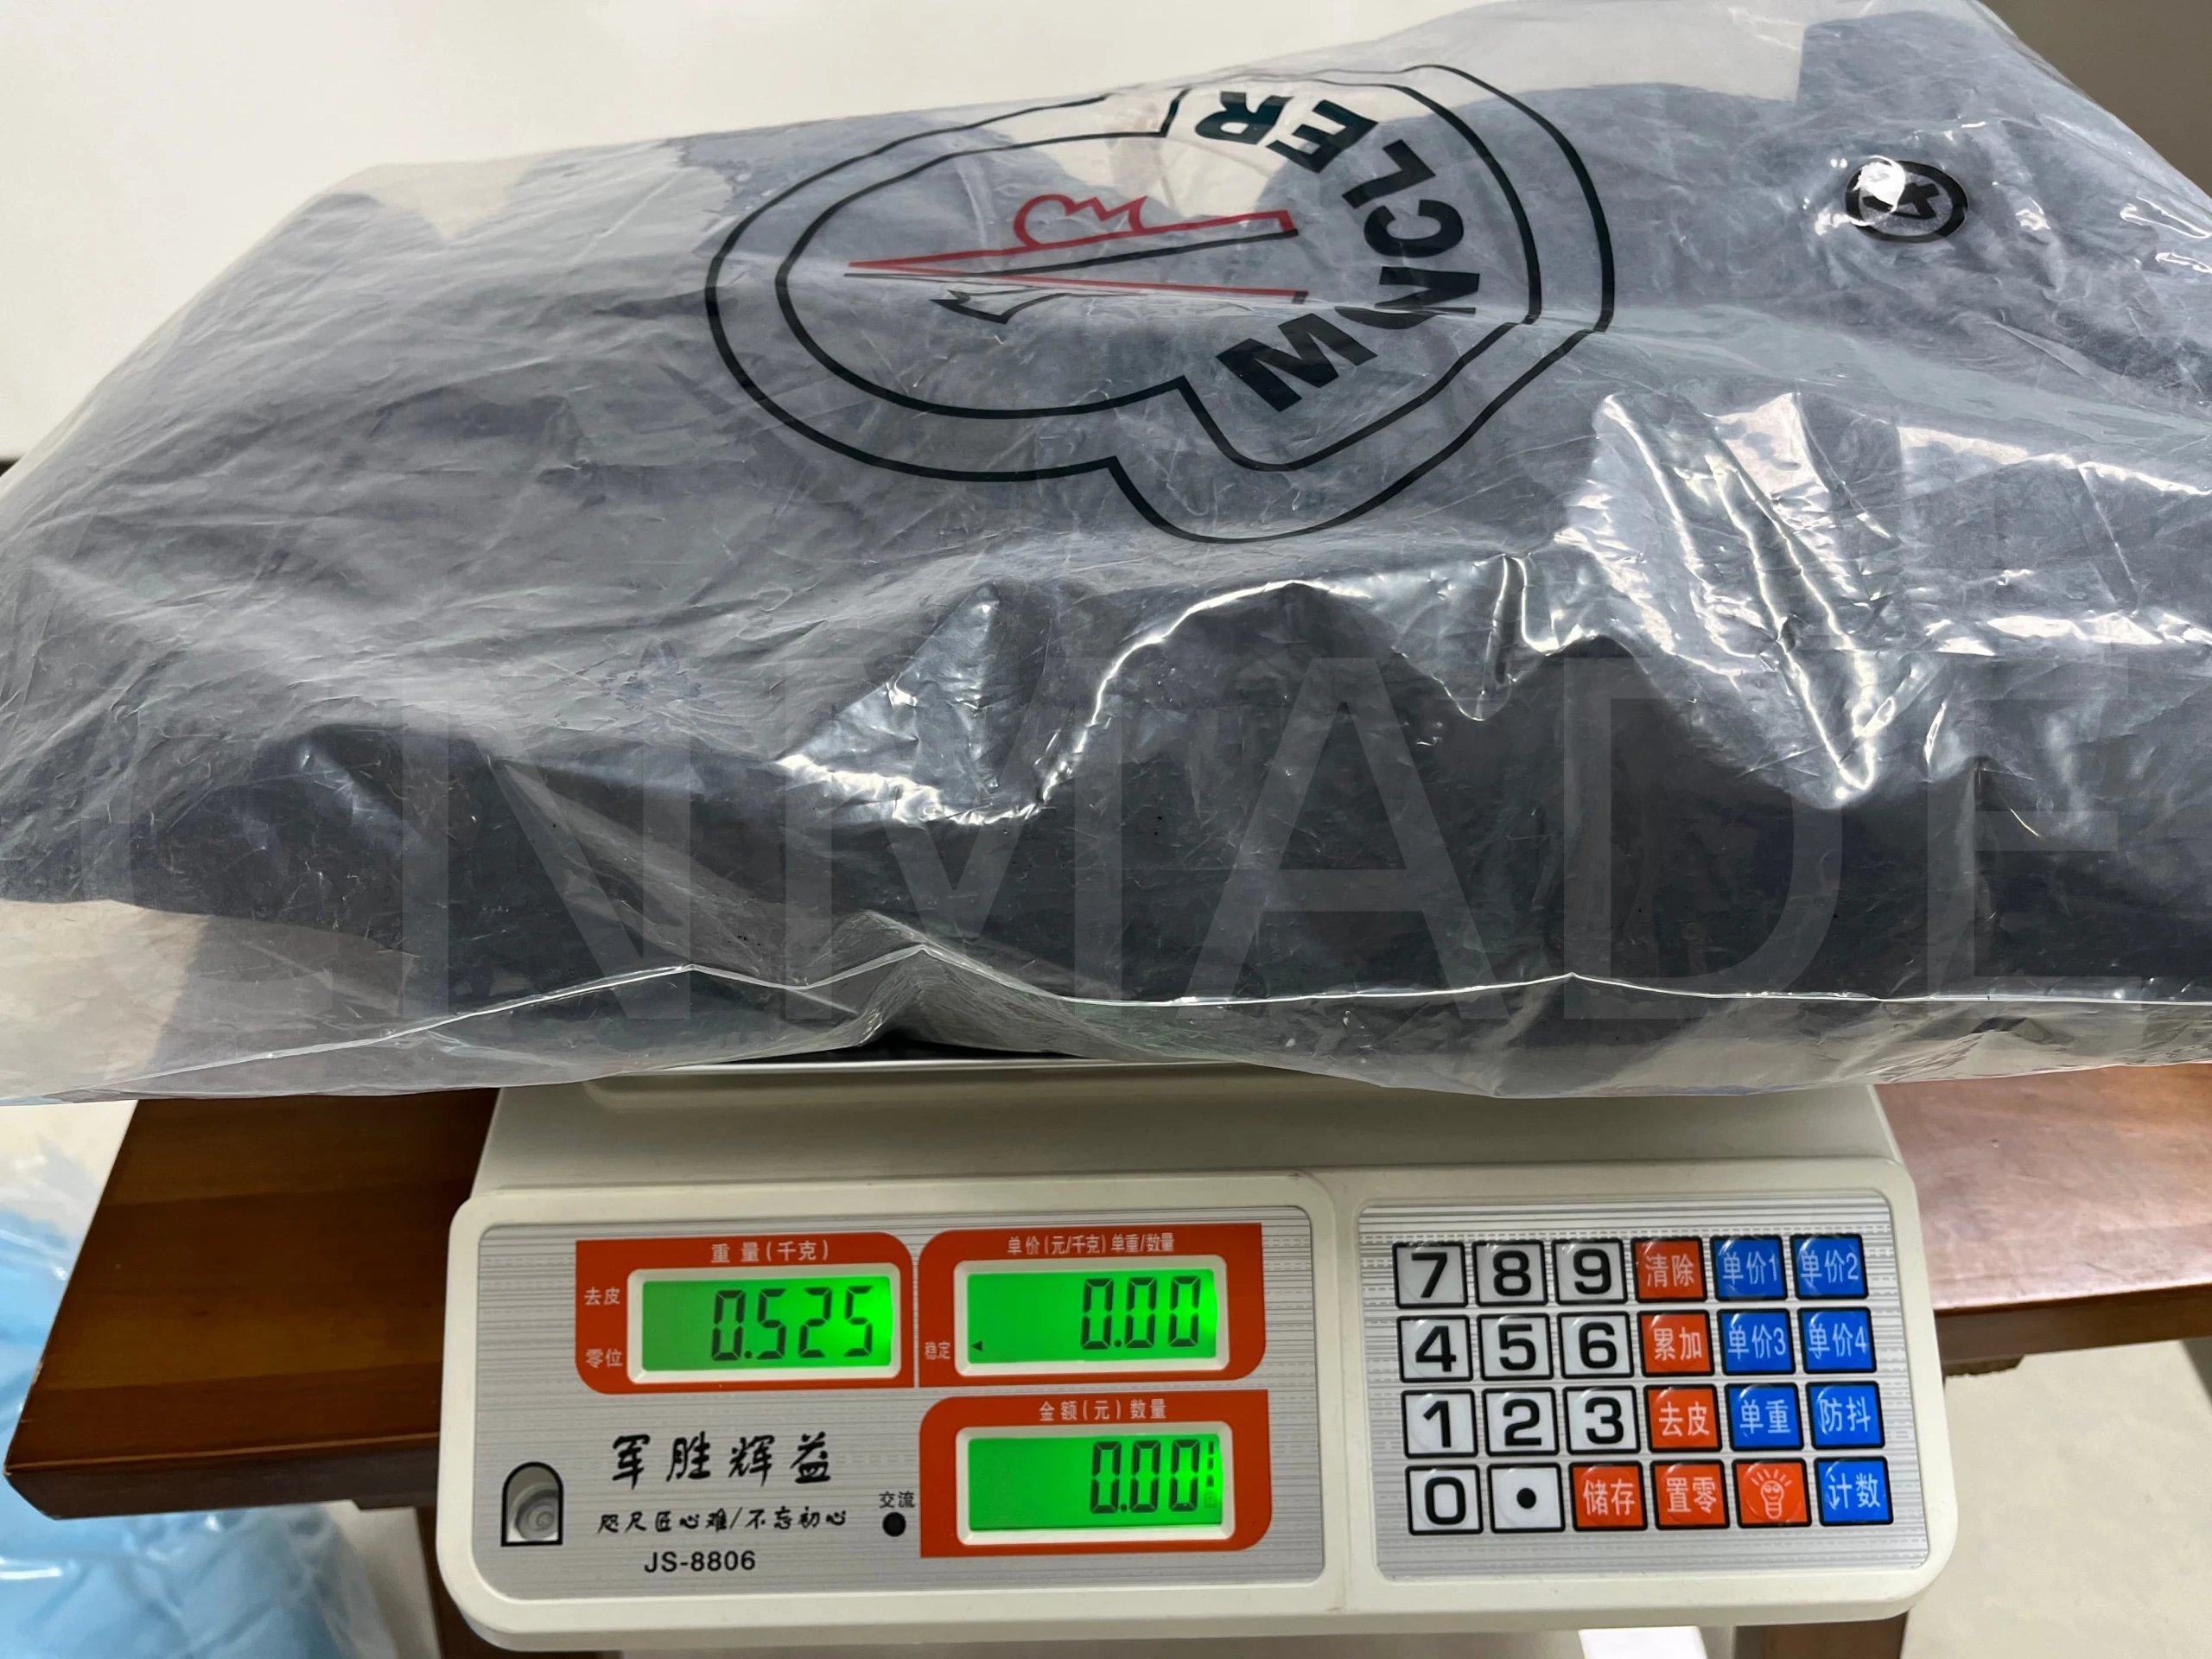 MONCLER
CNMADE
重量(千克)
单价(元/千克) 单重/数量
去皮
零位
0.525
稳定
0.00
金额(元) 数量
0.00
军胜辉益
咫尺匠心难/不忘初心
JS-8806
交流
7 8 9 清除 单价1 单价2
4 5 6 累加 单价3 单价4
1 2 3 去皮 单重 防抖
0 • 储存 置零 计数